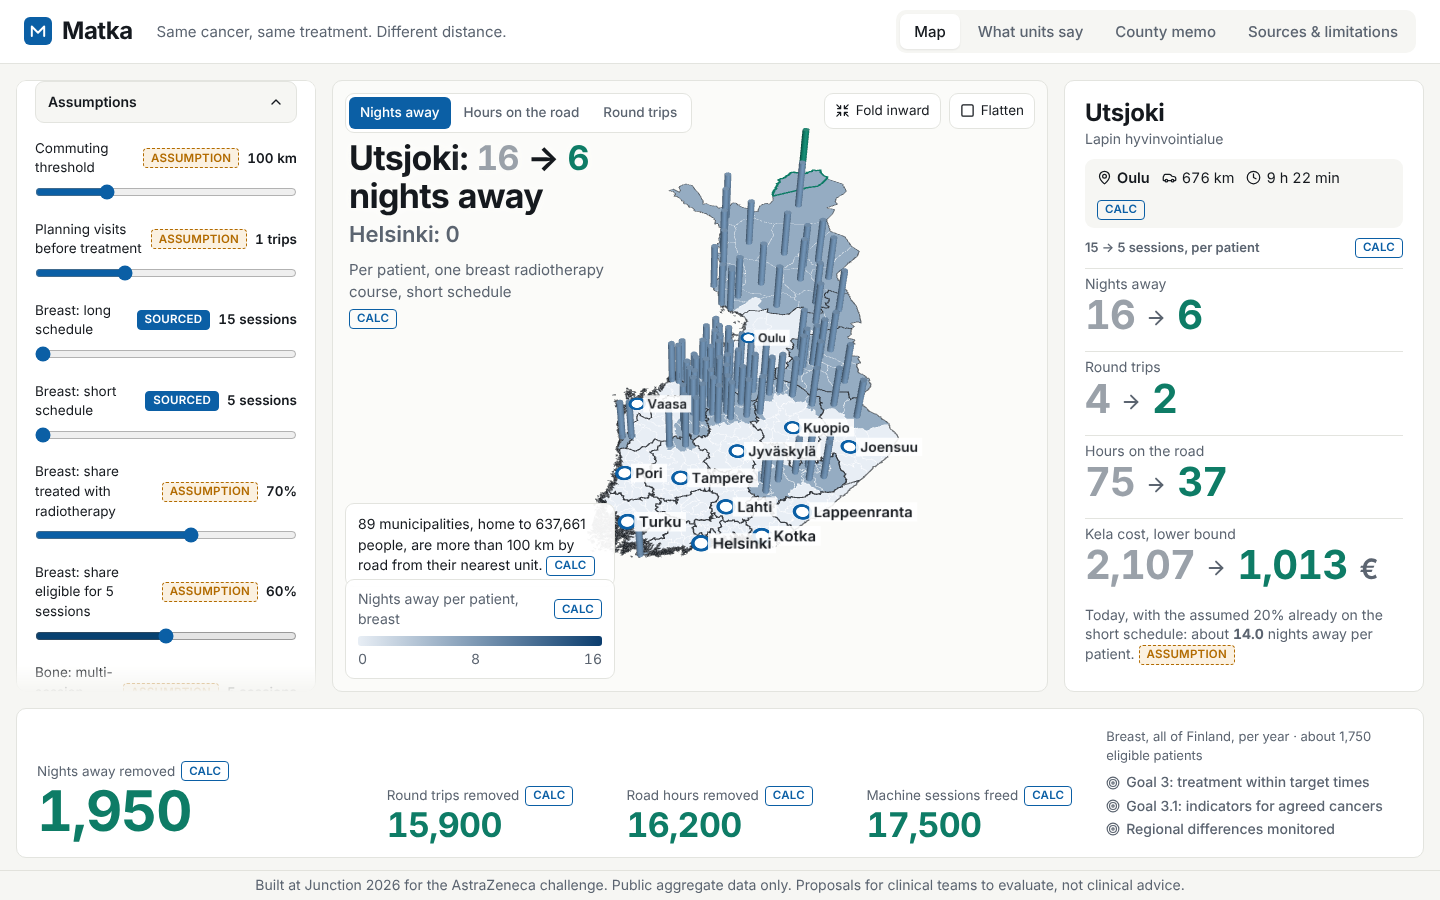 Matka
Same cancer, same treatment. Different distance.
Map
What units say
County memo
Sources & limitations
Assumptions
Commuting
threshold
ASSUMPTION
100 km
Planning visits
before treatment
ASSUMPTION
1 trips
Breast: long
schedule
SOURCED
15 sessions
Breast: short
schedule
SOURCED
5 sessions
Breast: share
treated with
radiotherapy
ASSUMPTION
70%
Breast: share
eligible for 5
sessions
ASSUMPTION
60%
Bone: multi-
session
ASSUMPTION
5 sessions
Nights away
Hours on the road
Round trips
Fold inward
Flatten
Utsjoki: 16 → 6
nights away
Helsinki: 0
Per patient, one breast radiotherapy
course, short schedule
CALC
Oulu
Vaasa
Kuopio
Joensuu
Jyväskylä
Pori
Tampere
Lahti
Lappeenranta
Turku
Kotka
Helsinki
89 municipalities, home to 637,661
people, are more than 100 km by
road from their nearest unit. CALC
Nights away per patient,
breast
CALC
0 8 16
Utsjoki
Lapin hyvinvointialue
Oulu 676 km 9 h 22 min
CALC
15 → 5 sessions, per patient
CALC
Nights away
16 → 6
Round trips
4 → 2
Hours on the road
75 → 37
Kela cost, lower bound
2,107 → 1,013 €
Today, with the assumed 20% already on the
short schedule: about 14.0 nights away per
patient. ASSUMPTION
Nights away removed CALC
1,950
Round trips removed CALC
15,900
Road hours removed CALC
16,200
Machine sessions freed CALC
17,500
Breast, all of Finland, per year · about 1,750
eligible patients
Goal 3: treatment within target times
Goal 3.1: indicators for agreed cancers
Regional differences monitored
Built at Junction 2026 for the AstraZeneca challenge. Public aggregate data only. Proposals for clinical teams to evaluate, not clinical advice.